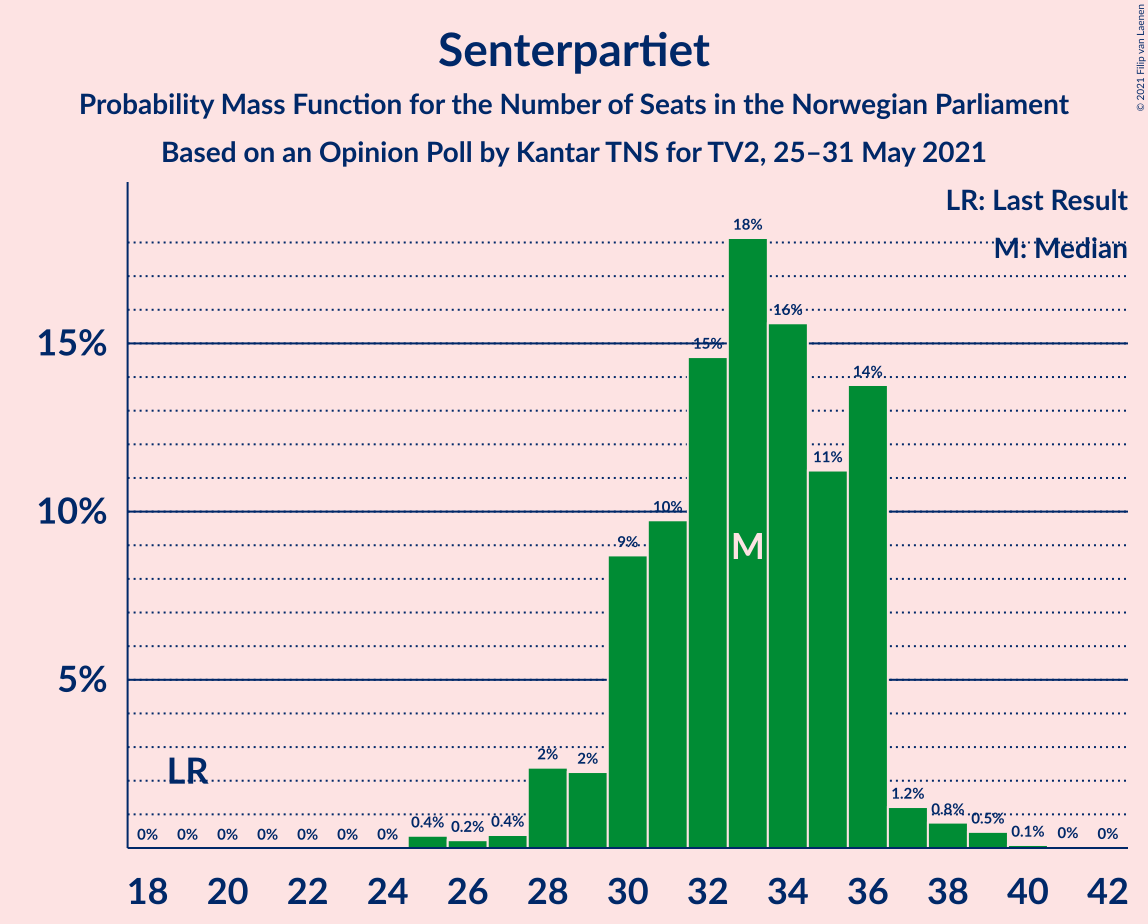 Senterpartiet
Probability Mass Function for the Number of Seats in the Norwegian Parliament
Based on an Opinion Poll by Kantar TNS for TV2, 25–31 May 2021
© 2021 Filip van Laenen
LR: Last Result
M: Median
15%
10%
5%
0% 0% 0% 0% 0% 0% 0% 0.4% 0.2% 0.4% 2% 2% 9% 10% 15% 18% 16% 11% 14% 1.2% 0.8% 0.5% 0.1% 0% 0%
M
LR
18 20 22 24 26 28 30 32 34 36 38 40 42